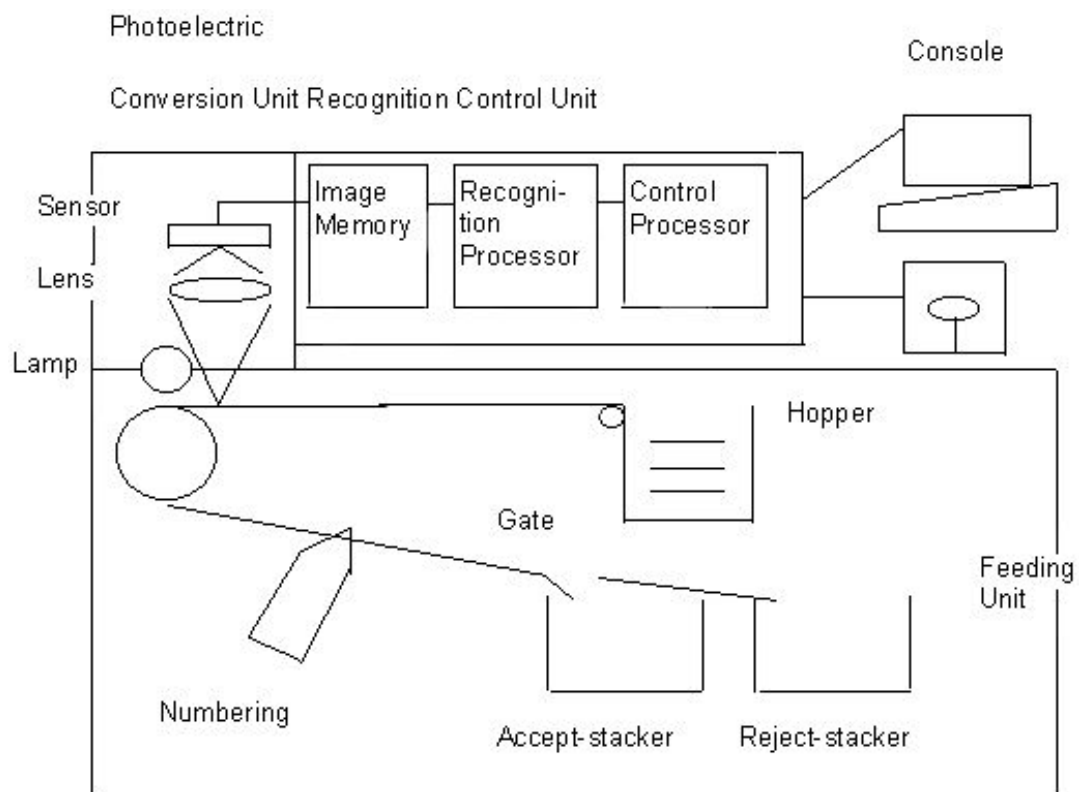 Photoelectric
Console
Conversion Unit Recognition Control Unit
Image
Memory
Recogni-
tion
Processor
Control
Processor
Sensor
Lens
Lamp
Hopper
Gate
Feeding
Unit
Numbering
Accept-stacker
Reject-stacker